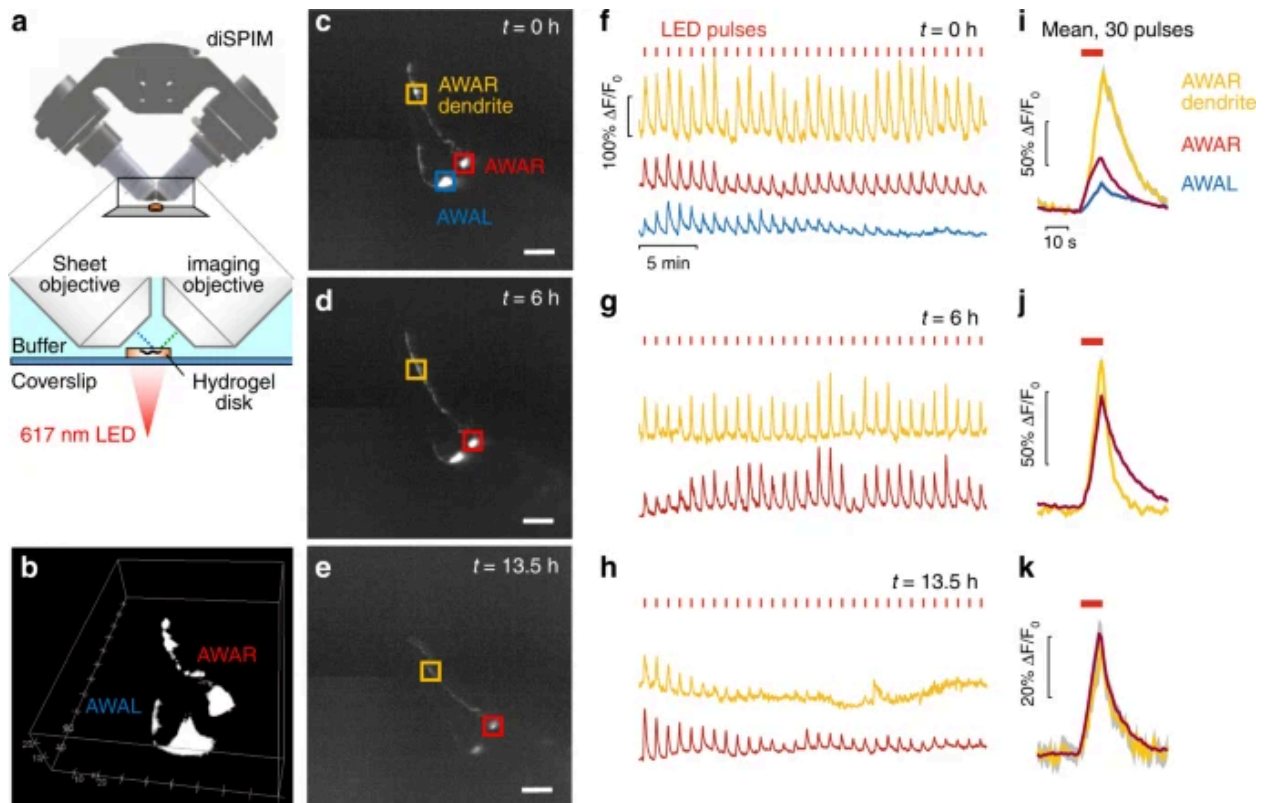 a
diSPIM
Sheet
objective
imaging
objective
Buffer
Coverslip
Hydrogel
disk
617 nm LED
b
AWAR
AWAL
c
t = 0 h
AWAR
dendrite
AWAR
AWAL
d
t = 6 h
e
t = 13.5 h
f
LED pulses
t = 0 h
100% ΔF/F0
5 min
g
t = 6 h
h
t = 13.5 h
i
Mean, 30 pulses
AWAR
dendrite
AWAR
AWAL
50% ΔF/F0
10 s
j
50% ΔF/F0
k
20% ΔF/F0